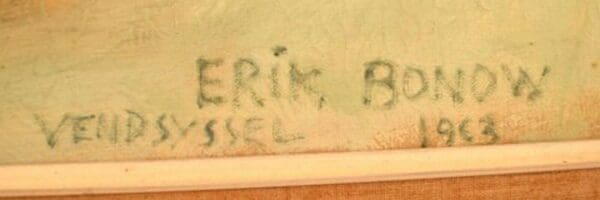 ERIK BONOW
VENDSYSSEL 1963